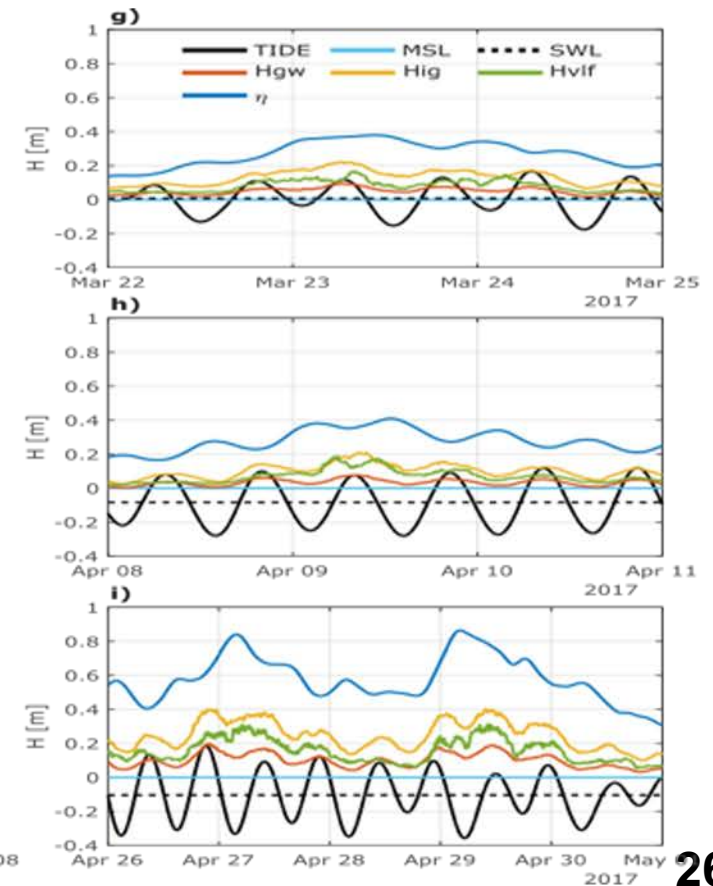 g)
1
TIDE MSL SWL
0.8
Hgw Hig Hvlf
0.6
η
0.4
H [m]
0.2
0
-0.2
-0.4
Mar 22 Mar 23 Mar 24 Mar 25
2017
h)
1
0.8
0.6
0.4
H [m]
0.2
0
-0.2
-0.4
Apr 08 Apr 09 Apr 10 Apr 11
2017
i)
1
0.8
0.6
0.4
H [m]
0.2
0
-0.2
-0.4
08 Apr 26 Apr 27 Apr 28 Apr 29 Apr 30 May
2017